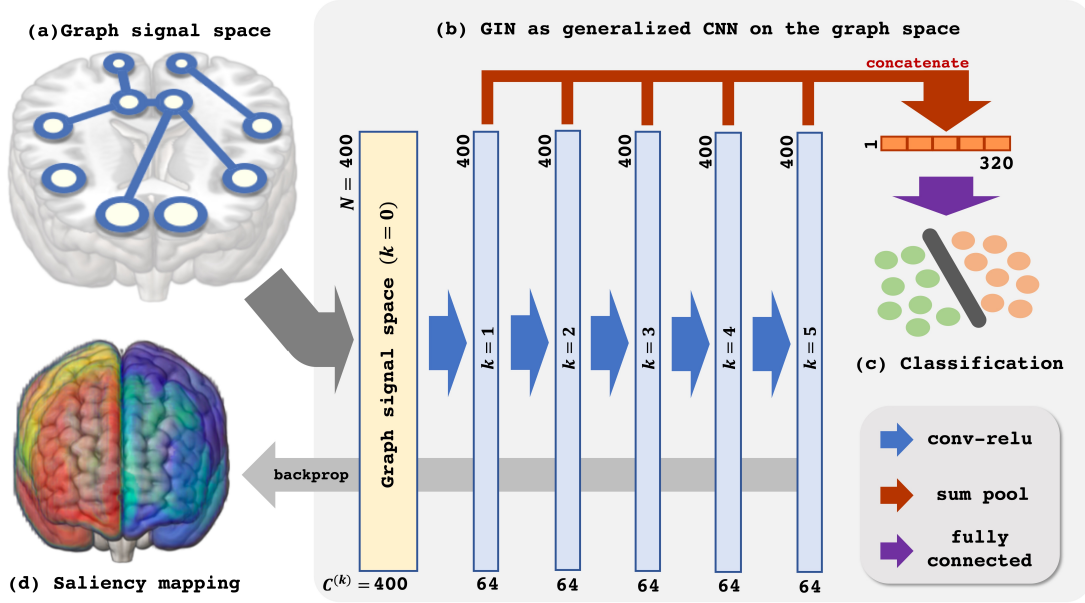 (a)Graph signal space
(b) GIN as generalized CNN on the graph space
concatenate
N = 400
400
400
400
400
400
1
320
Graph signal space (k = 0)
k = 1
k = 2
k = 3
k = 4
k = 5
(c) Classification
conv-relu
sum pool
fully
connected
backprop
(d) Saliency mapping
C^(k) = 400
64
64
64
64
64